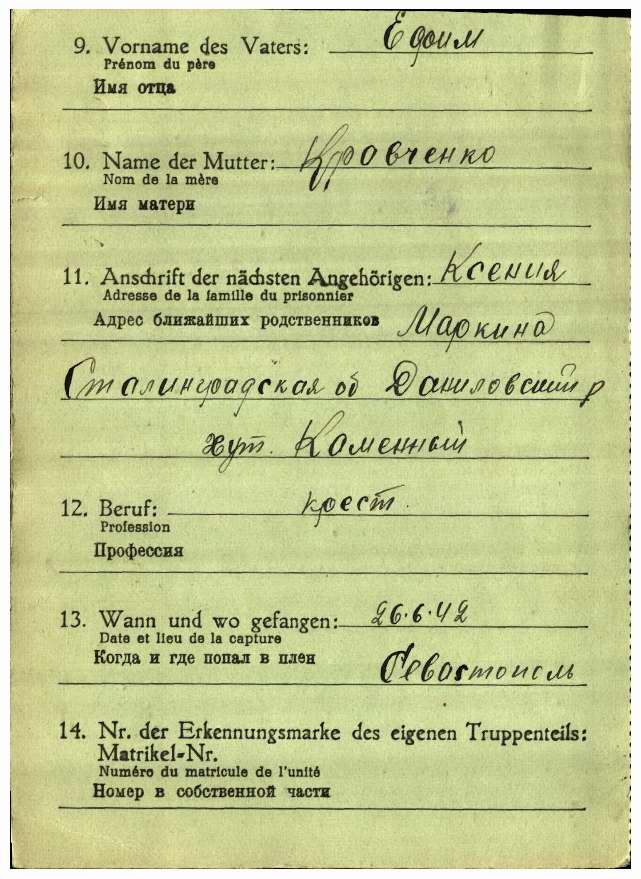 9. Vorname des Vaters: Едоим
Prénom du père
Имя отца
10. Name der Mutter: Кравченко
Nom de la mère
Имя матери
11. Anschrift der nächsten Angehörigen: Ксения
Adresse de la famille du prisonnier
Адрес ближайших родственников Маркина
Сталинградская об Даниловский р
хут. Каменный
12. Beruf: крест.
Profession
Профессия
13. Wann und wo gefangen: 26.6.42
Date et lieu de la capture
Когда и где попал в плен Севастополь
14. Nr. der Erkennungsmarke des eigenen Truppenteils:
Matrikel-Nr.
Numéro du matricule de l'unité
Номер в собственной части